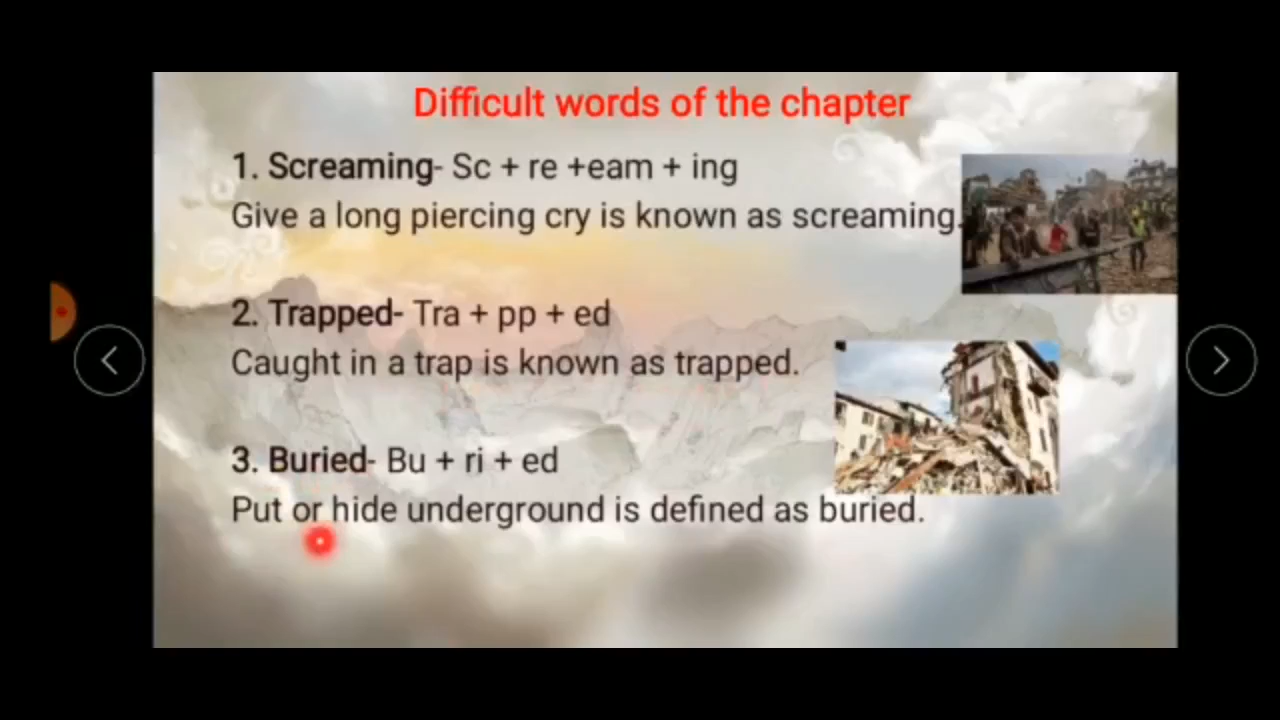 Difficult words of the chapter
1. Screaming- Sc + re +eam + ing
Give a long piercing cry is known as screaming.
2. Trapped- Tra + pp + ed
Caught in a trap is known as trapped.
3. Buried- Bu + ri + ed
Put or hide underground is defined as buried.